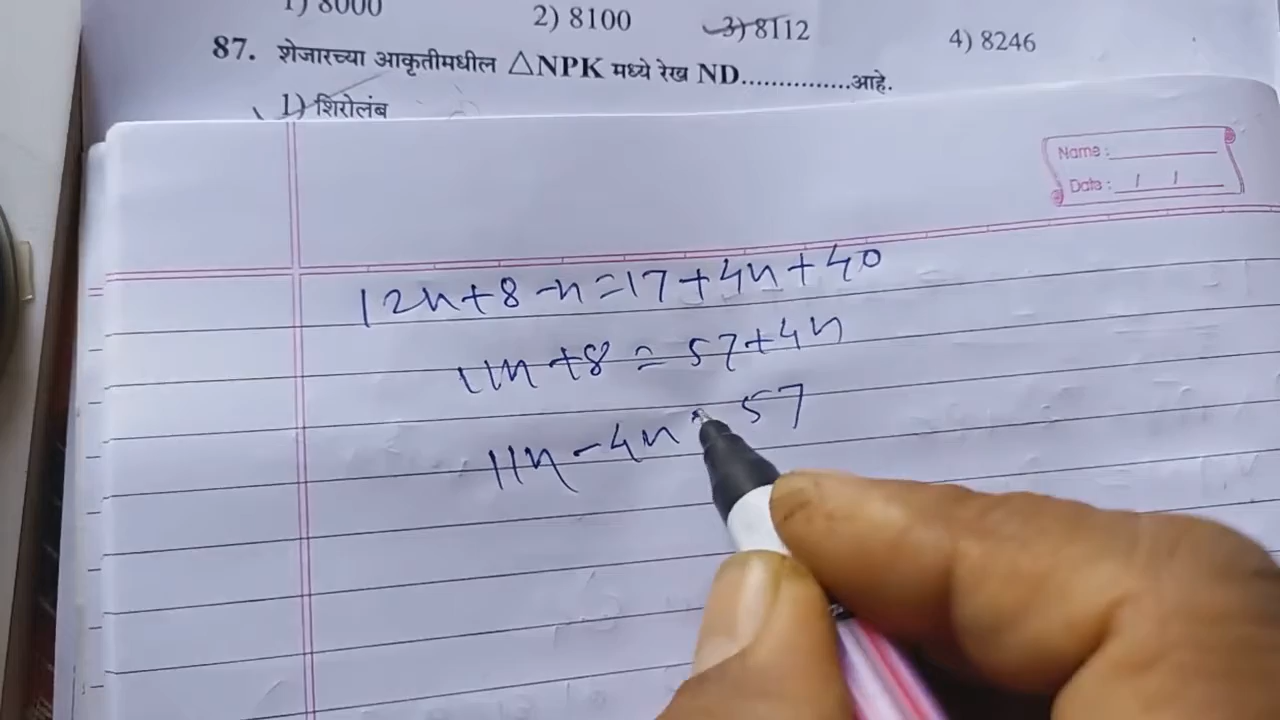 1) 8000
2) 8100
3) 8112
4) 8246
87. शेजारच्या आकृतीमधील △NPK मध्ये रेख ND...............आहे.
1) शिरोलंब
Name :
Date : / /
12n+8-n=17+4n+40
11n+8=57+4n
11n-4n= 57